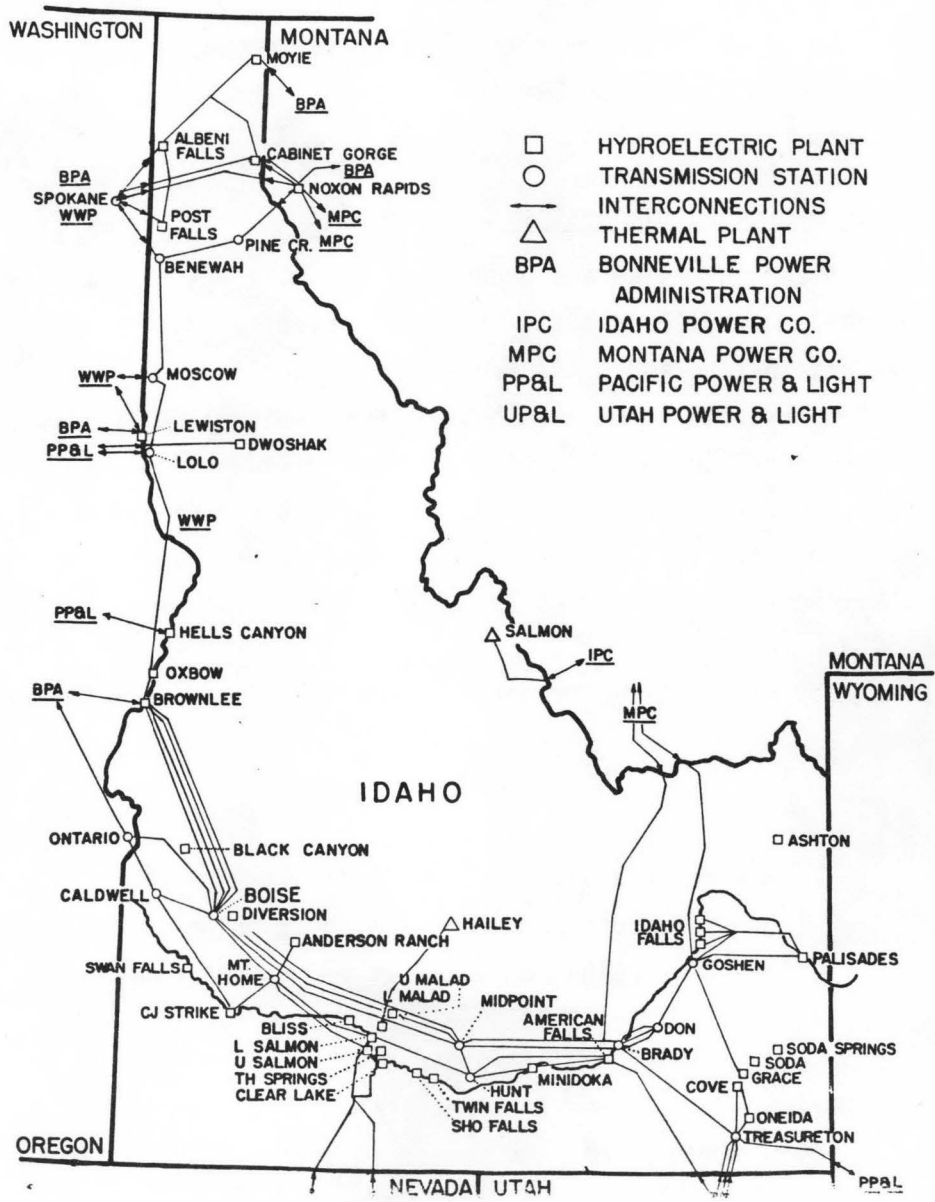 WASHINGTON
MONTANA
MOYIE
BPA
ALBENI
FALLS
CABINET GORGE
BPA
BPA
SPOKANE
WWP
NOXON RAPIDS
POST
FALLS
MPC
MPC
PINE CR.
BENEWAH
HYDROELECTRIC PLANT
TRANSMISSION STATION
INTERCONNECTIONS
THERMAL PLANT
BPA BONNEVILLE POWER
ADMINISTRATION
IPC IDAHO POWER CO.
MPC MONTANA POWER CO.
PP&L PACIFIC POWER & LIGHT
UP&L UTAH POWER & LIGHT
WWP
MOSCOW
BPA
LEWISTON
PP&L
DWOSHAK
LOLO
WWP
PP&L
HELLS CANYON
SALMON
IPC
OXBOW
BPA
BROWNLEE
MONTANA
WYOMING
MPC
IDAHO
ONTARIO
BLACK CANYON
ASHTON
CALDWELL
BOISE
DIVERSION
HAILEY
IDAHO
FALLS
ANDERSON RANCH
SWAN FALLS
MT.
HOME
GOSHEN
PALISADES
U MALAD
L MALAD
MIDPOINT
CJ STRIKE
AMERICAN
FALLS
DON
BLISS
L SALMON
U SALMON
TH SPRINGS
CLEAR LAKE
BRADY
SODA SPRINGS
SODA
GRACE
MINIDOKA
HUNT
COVE
TWIN FALLS
SHO FALLS
ONEIDA
TREASURETON
OREGON
NEVADA
UTAH
PP&L